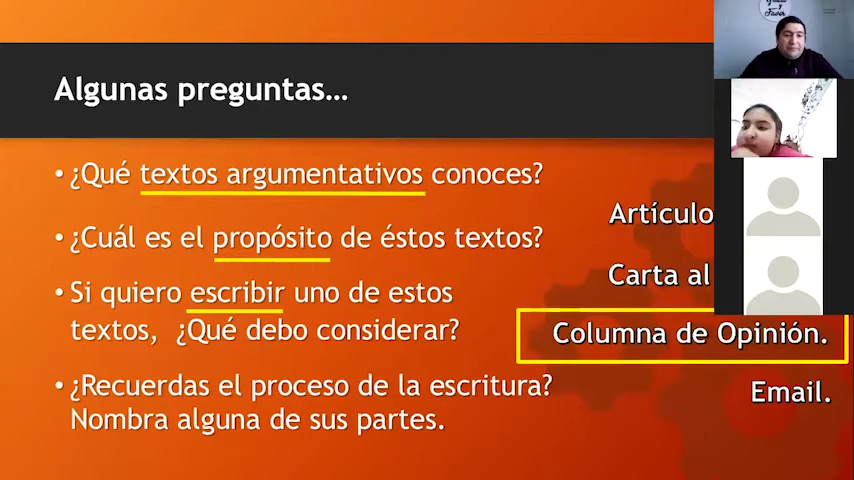 Algunas preguntas…
• ¿Qué textos argumentativos conoces?
• ¿Cuál es el propósito de éstos textos?
• Si quiero escribir uno de estos
textos, ¿Qué debo considerar?
• ¿Recuerdas el proceso de la escritura?
Nombra alguna de sus partes.
Artículo
Carta al
Columna de Opinión.
Email.